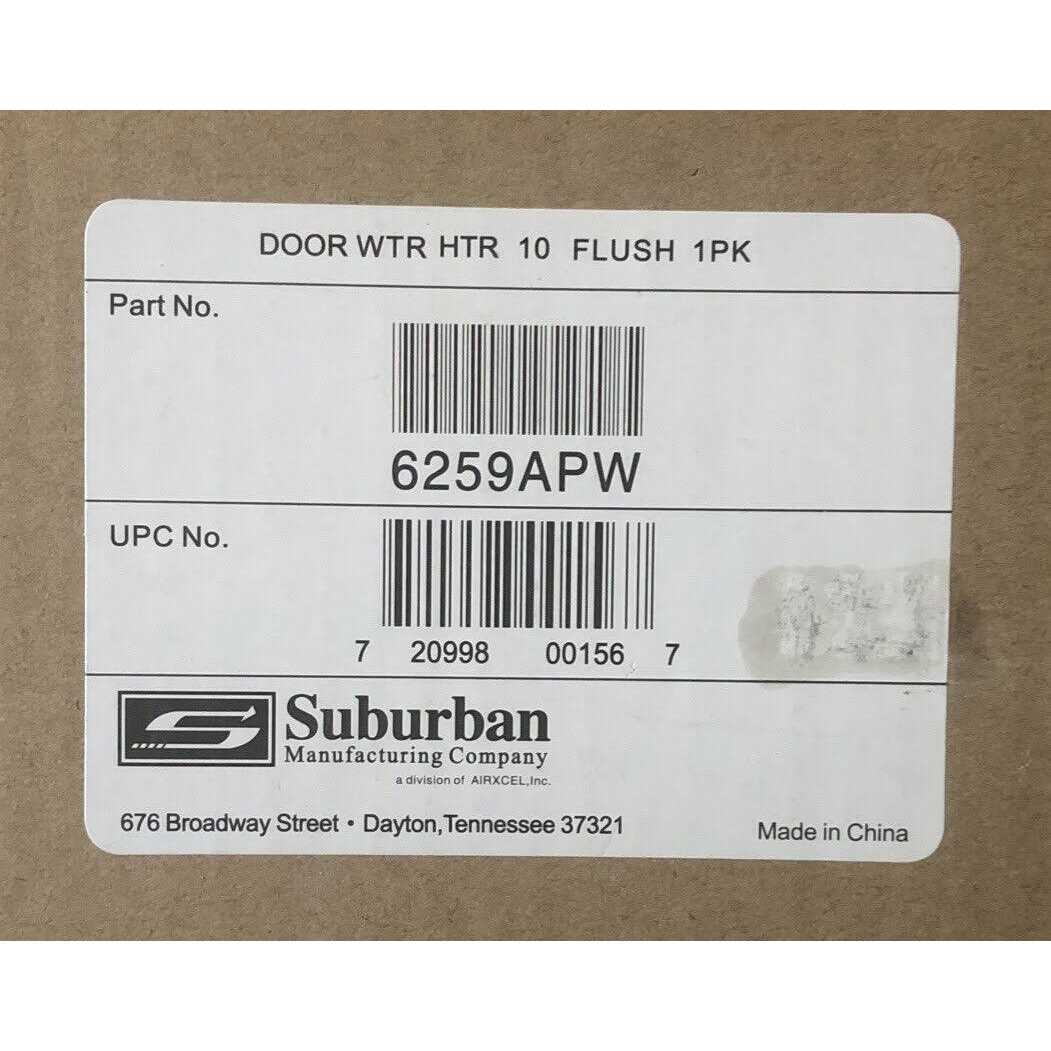 DOOR WTR HTR 10 FLUSH 1PK
Part No.
6259APW
UPC No.
7 20998 00156 7
Suburban
Manufacturing Company
a division of AIRXCEL,Inc.
676 Broadway Street • Dayton,Tennessee 37321
Made in China